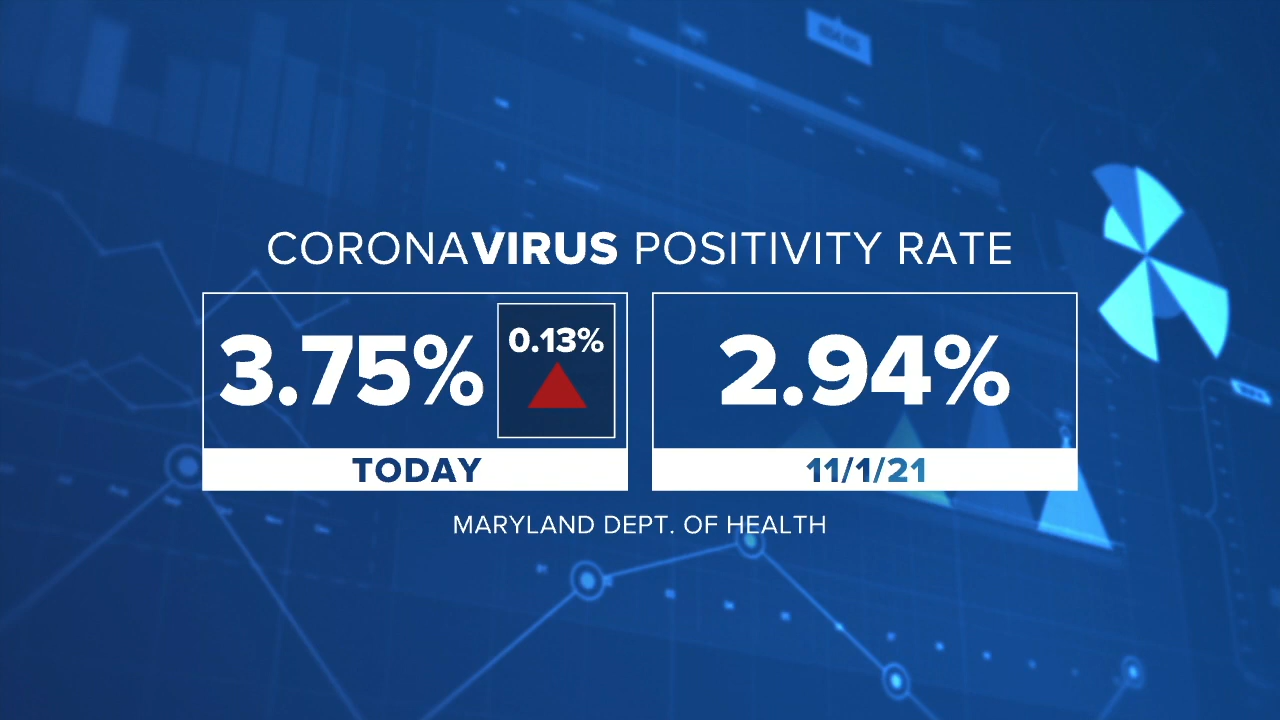 CORONAVIRUS POSITIVITY RATE
3.75%
0.13%
TODAY
2.94%
11/1/21
MARYLAND DEPT. OF HEALTH